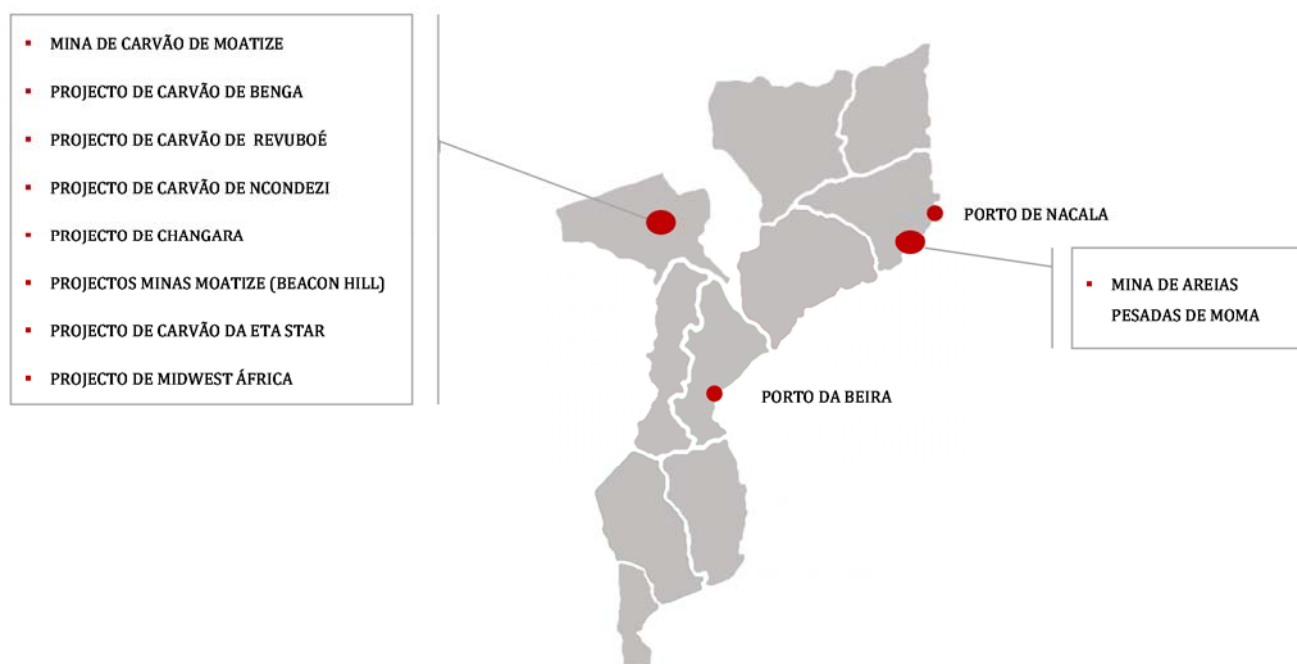 MINA DE CARVÃO DE MOATIZE
PROJECTO DE CARVÃO DE BENGA
PROJECTO DE CARVÃO DE REVUBOÉ
PROJECTO DE CARVÃO DE NCONDEZI
PROJECTO DE CHANGARA
PROJECTOS MINAS MOATIZE (BEACON HILL)
PROJECTO DE CARVÃO DA ETA STAR
PROJECTO DE MIDWEST ÁFRICA
PORTO DE NACALA
MINA DE AREIAS
PESADAS DE MOMA
PORTO DA BEIRA